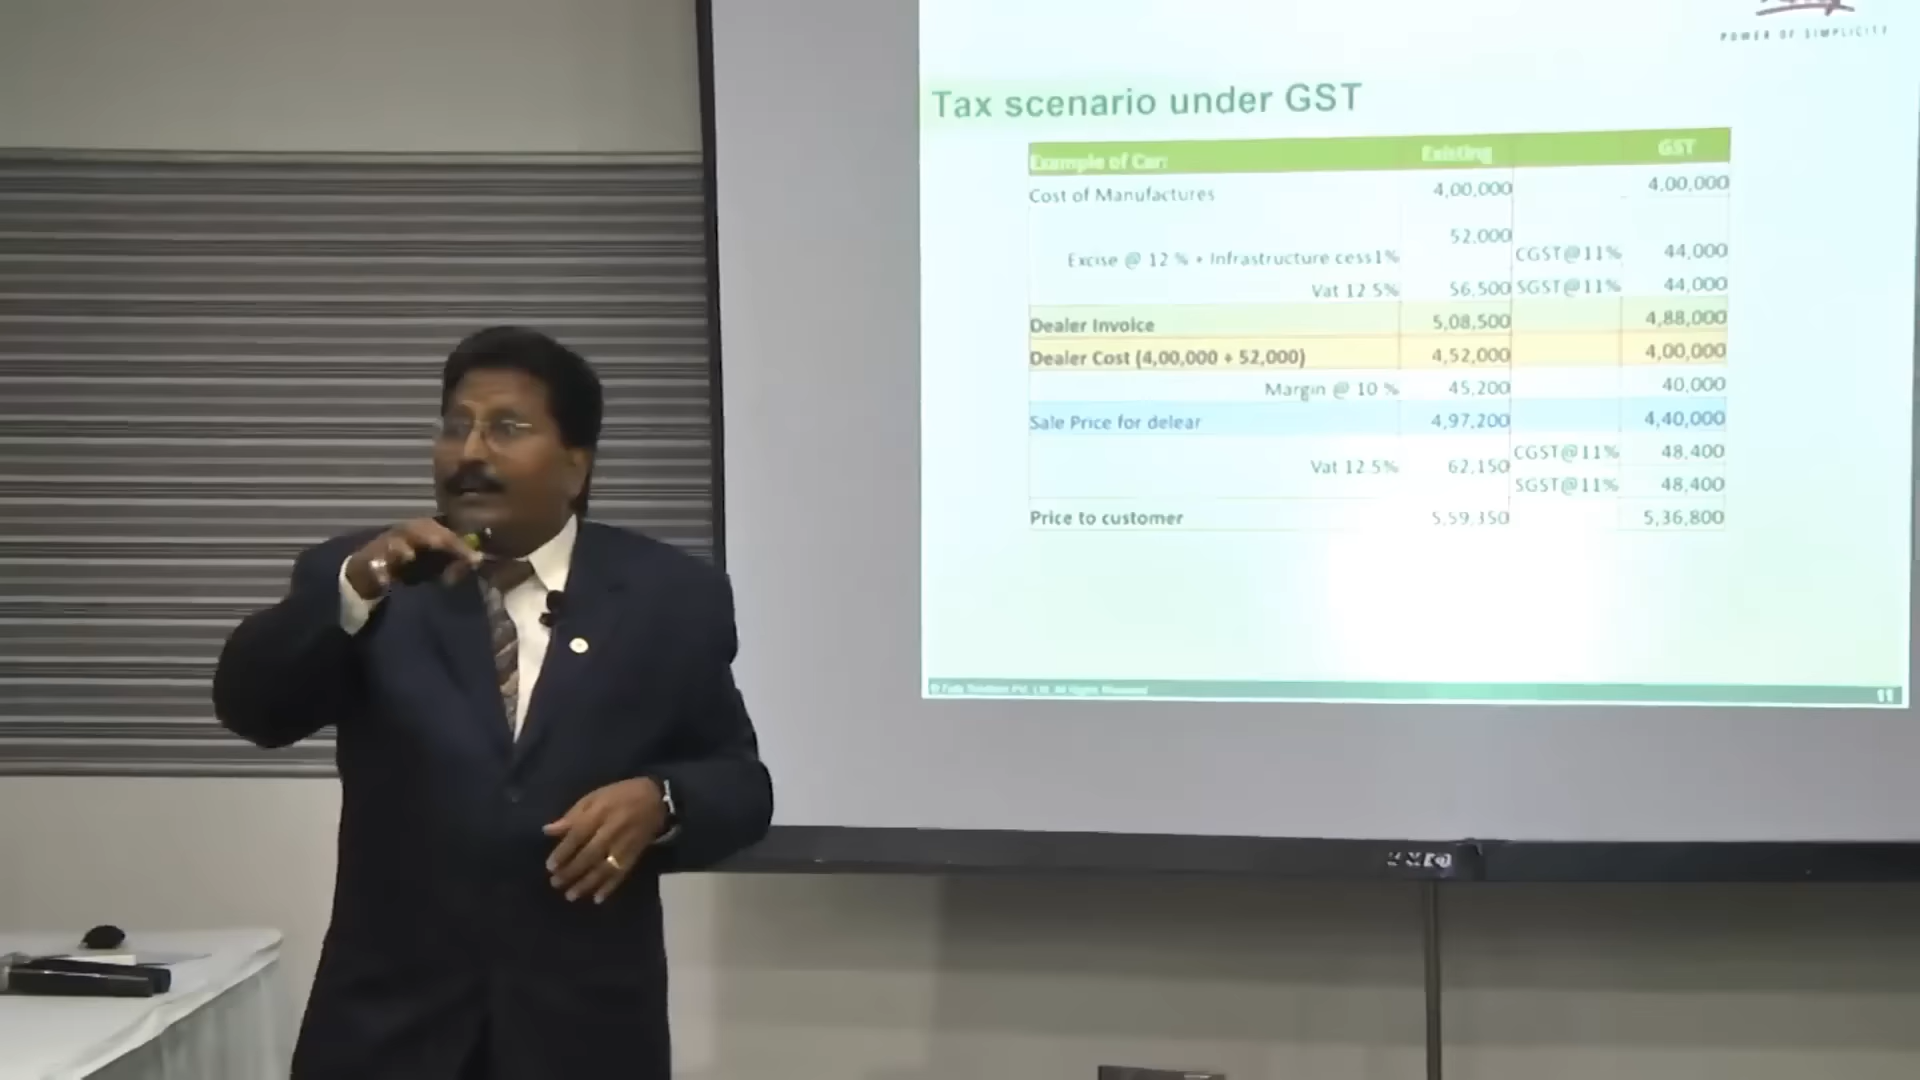 POWER OF SIMPLICITY
Tax scenario under GST
Example of Car: Existing GST
Cost of Manufactures 4,00,000 4,00,000
Excise @ 12 % + Infrastructure cess1% 52,000 CGST@11% 44,000
Vat 12 5% 56,500 SGST@11% 44,000
Dealer Invoice 5,08,500 4,88,000
Dealer Cost (4,00,000 + 52,000) 4,52,000 4,00,000
Margin @ 10 % 45,200 40,000
Sale Price for delear 4,97,200 4,40,000
Vat 12 5% 62,150 CGST@11% 48,400
SGST@11% 48,400
Price to customer 5,59,350 5,36,800
11